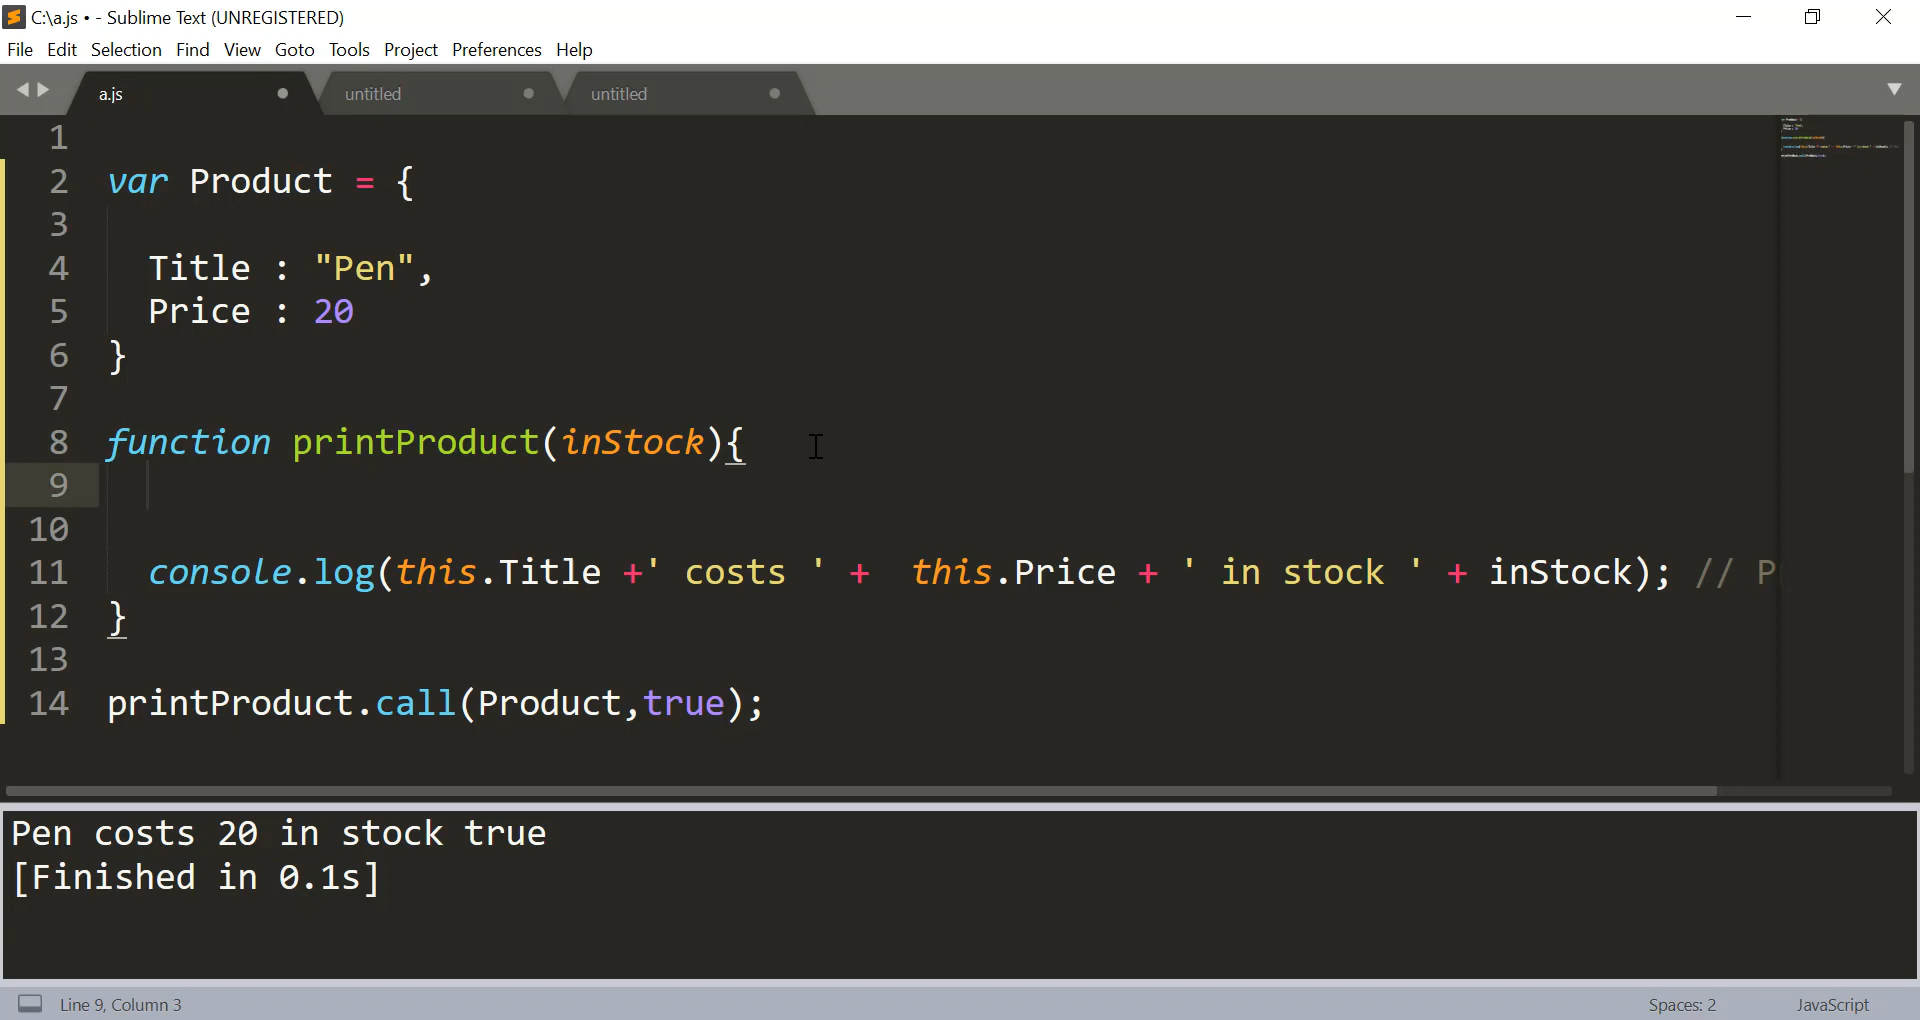 C:\a.js • - Sublime Text (UNREGISTERED)
File Edit Selection Find View Goto Tools Project Preferences Help
a.js untitled untitled
1
2 var Product = {
3
4 Title : "Pen",
5 Price : 20
6 }
7
8 function printProduct(inStock){
9
10
11 console.log(this.Title +' costs ' + this.Price + ' in stock ' + inStock); // P
12 }
13
14 printProduct.call(Product,true);
Pen costs 20 in stock true
[Finished in 0.1s]
Line 9, Column 3 Spaces: 2 JavaScript